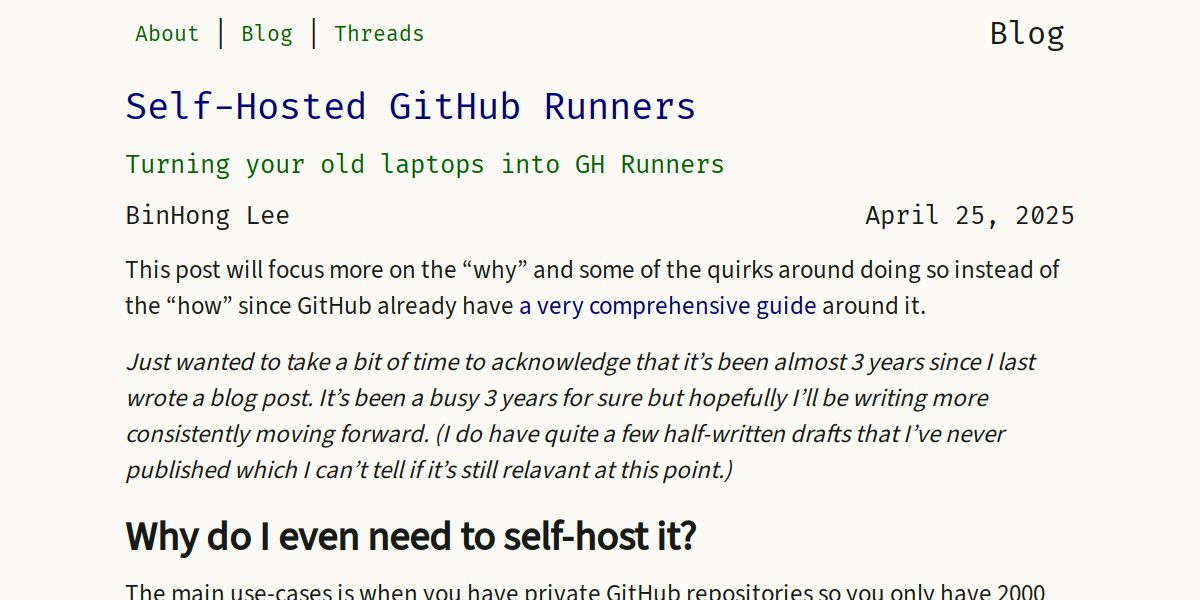 About | Blog | Threads Blog
Self-Hosted GitHub Runners
Turning your old laptops into GH Runners
BinHong Lee April 25, 2025
This post will focus more on the “why” and some of the quirks around doing so instead of
the “how” since GitHub already have a very comprehensive guide around it.
Just wanted to take a bit of time to acknowledge that it’s been almost 3 years since I last
wrote a blog post. It’s been a busy 3 years for sure but hopefully I’ll be writing more
consistently moving forward. (I do have quite a few half-written drafts that I’ve never
published which I can’t tell if it’s still relavant at this point.)
Why do I even need to self-host it?
The main use-cases is when you have private GitHub repositories so you only have 2000